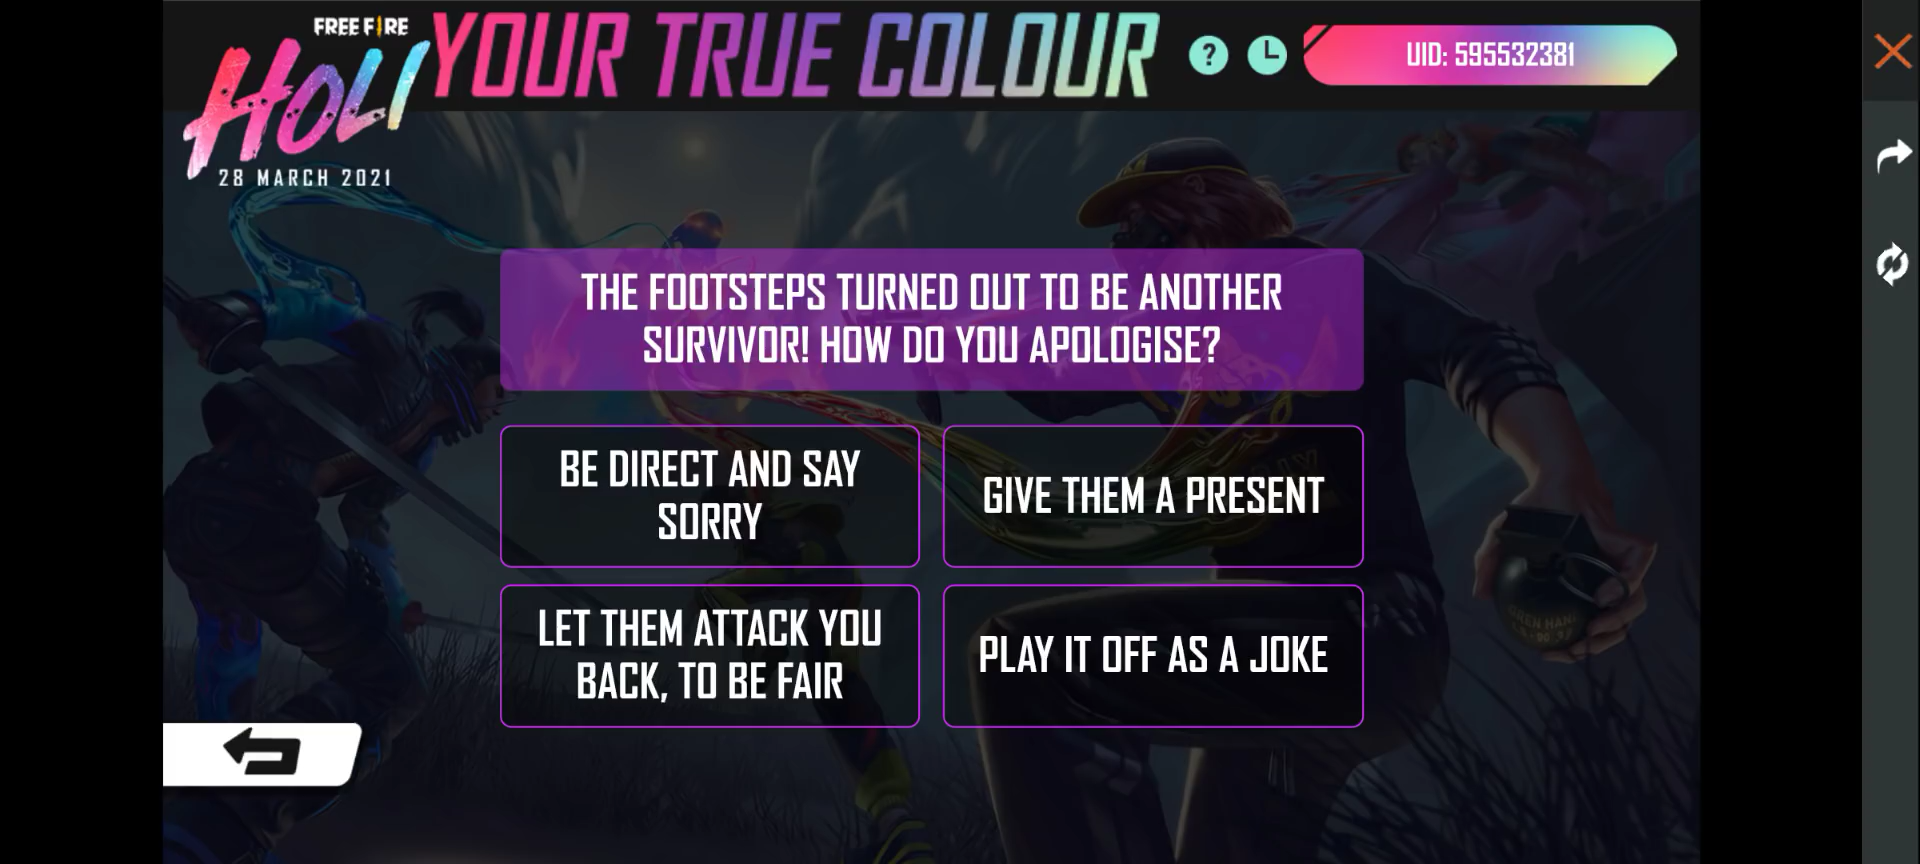 FREE FIRE
HOLI
28 MARCH 2021
YOUR TRUE COLOUR
?
UID: 595532381
THE FOOTSTEPS TURNED OUT TO BE ANOTHER
SURVIVOR! HOW DO YOU APOLOGISE?
BE DIRECT AND SAY
SORRY
GIVE THEM A PRESENT
LET THEM ATTACK YOU
BACK, TO BE FAIR
PLAY IT OFF AS A JOKE